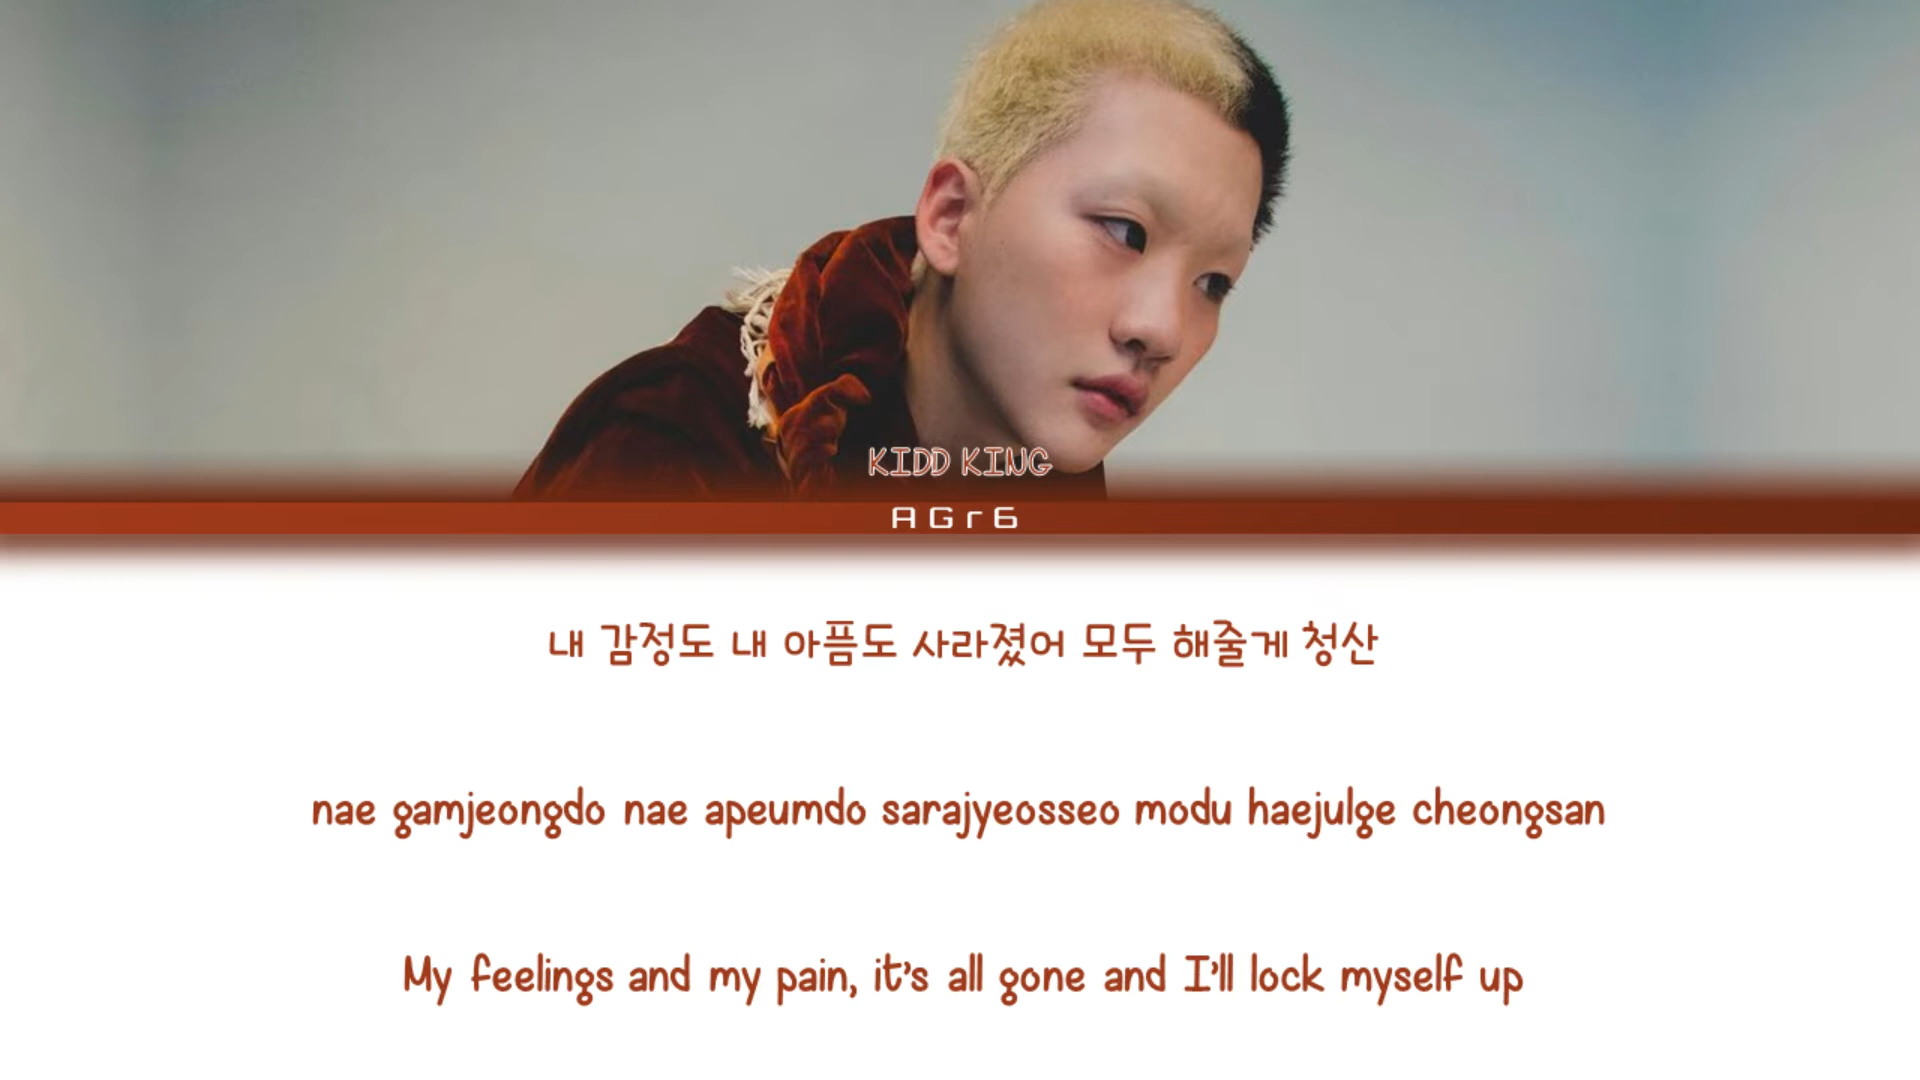 KIDD KING
AGr6
내 감정도 내 아픔도 사라졌어 모두 해줄게 청산
nae gamjeongdo nae apeumdo sarajyeosseo modu haejulge cheongsan
My feelings and my pain, it's all gone and I'll lock myself up